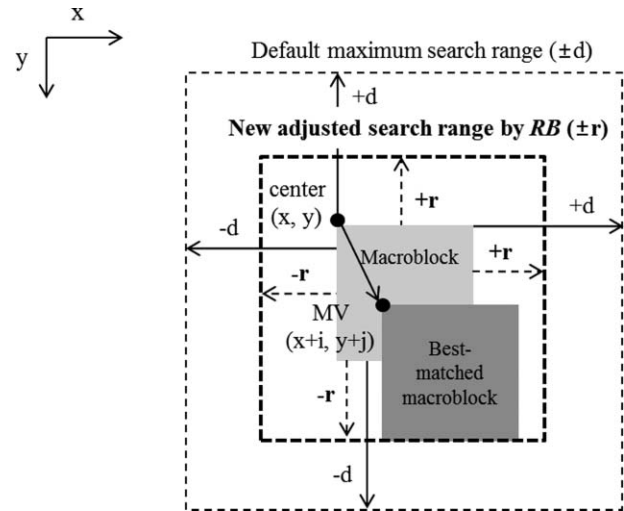 x
y
Default maximum search range (±d)
+d
New adjusted search range by RB (±r)
center
(x, y)
+r
-d
+d
Macroblock
+r
-r
MV
(x+i, y+j)
Best-
matched
macroblock
-r
-d